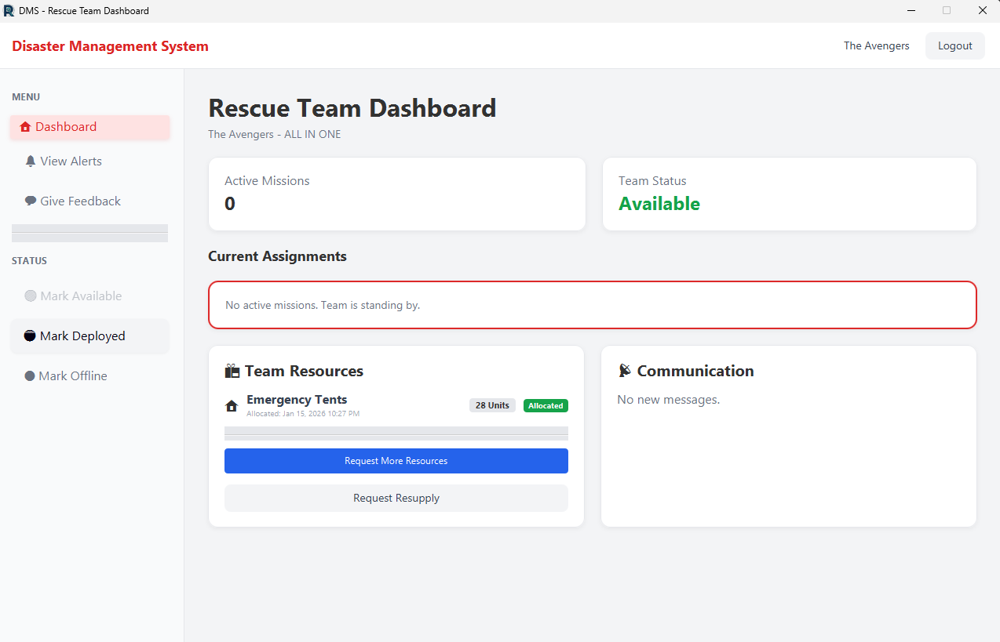 DMS - Rescue Team Dashboard
Disaster Management System
The Avengers
Logout
MENU
Dashboard
View Alerts
Give Feedback
STATUS
Mark Available
Mark Deployed
Mark Offline
Rescue Team Dashboard
The Avengers - ALL IN ONE
Active Missions
0
Team Status
Available
Current Assignments
No active missions. Team is standing by.
Team Resources
Emergency Tents
Allocated: Jan 15, 2026 10:27 PM
28 Units
Allocated
Request More Resources
Request Resupply
Communication
No new messages.